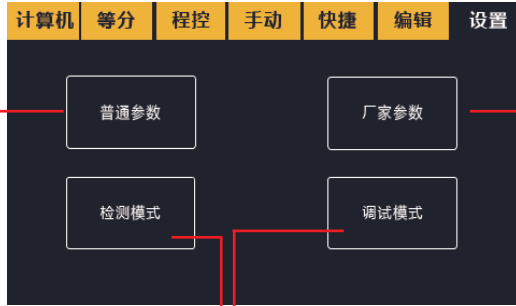 计算机 等分 程控 手动 快捷 编辑 设置
普通参数 厂家参数
检测模式 调试模式